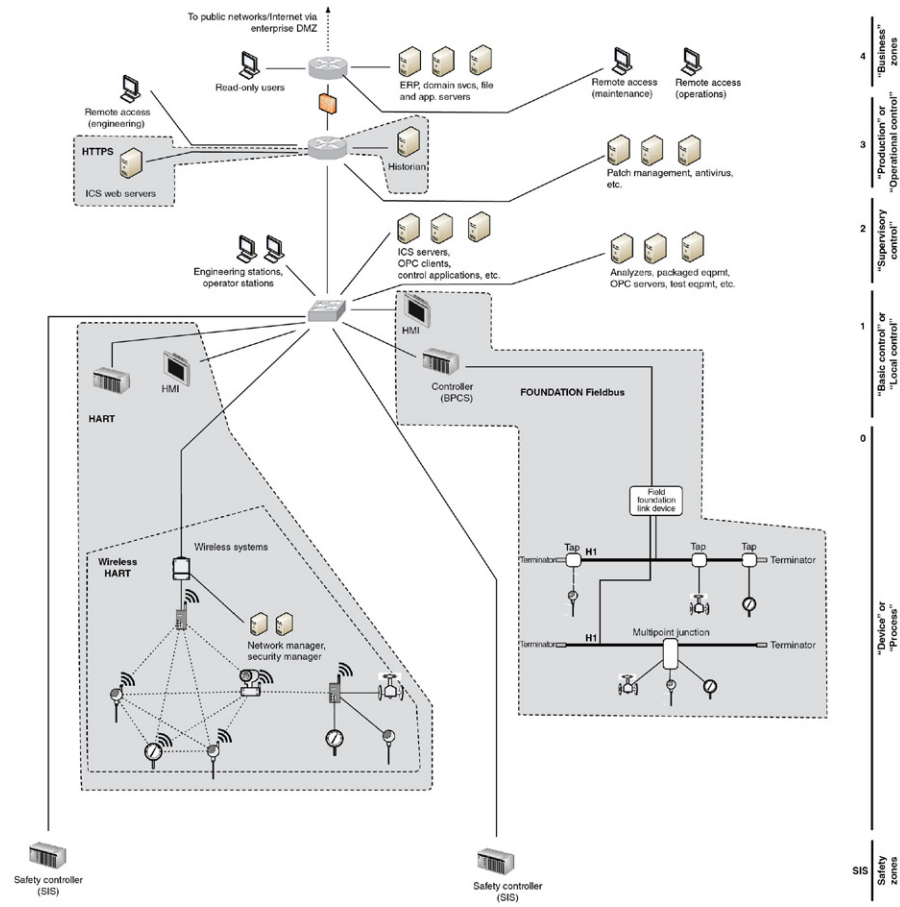 To public networks/Internet via
enterprise DMZ
Read-only users
ERP, domain svcs, file
and app. servers
Remote access
(maintenance)
Remote access
(operations)
4
"Business"
zones
Remote access
(engineering)
HTTPS
ICS web servers
Historian
Patch management, antivirus,
etc.
3
"Production" or
"Operational control"
Engineering stations,
operator stations
ICS servers,
OPC clients,
control applications, etc.
Analyzers, packaged eqpmt,
OPC servers, test eqpmt, etc.
2
"Supervisory
control"
HMI
HMI
HART
Controller
(BPCS)
FOUNDATION Fieldbus
1
"Basic control" or
"Local control"
0
Field
foundation
link device
Wireless systems
Wireless
HART
Network manager,
security manager
Tap
H1
Tap
Tap
Terminator
Terminator
H1
Multipoint junction
Terminator
Terminator
"Device" or
"Process"
Safety controller
(SIS)
Safety controller
(SIS)
SIS
Safety
zones